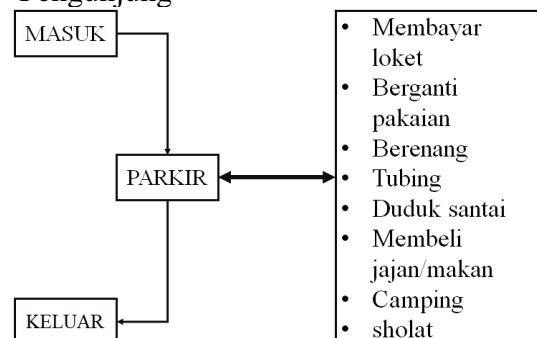 Pengunjung
MASUK
PARKIR
KELUAR
• Membayar
loket
• Berganti
pakaian
• Berenang
• Tubing
• Duduk santai
• Membeli
jajan/makan
• Camping
• sholat